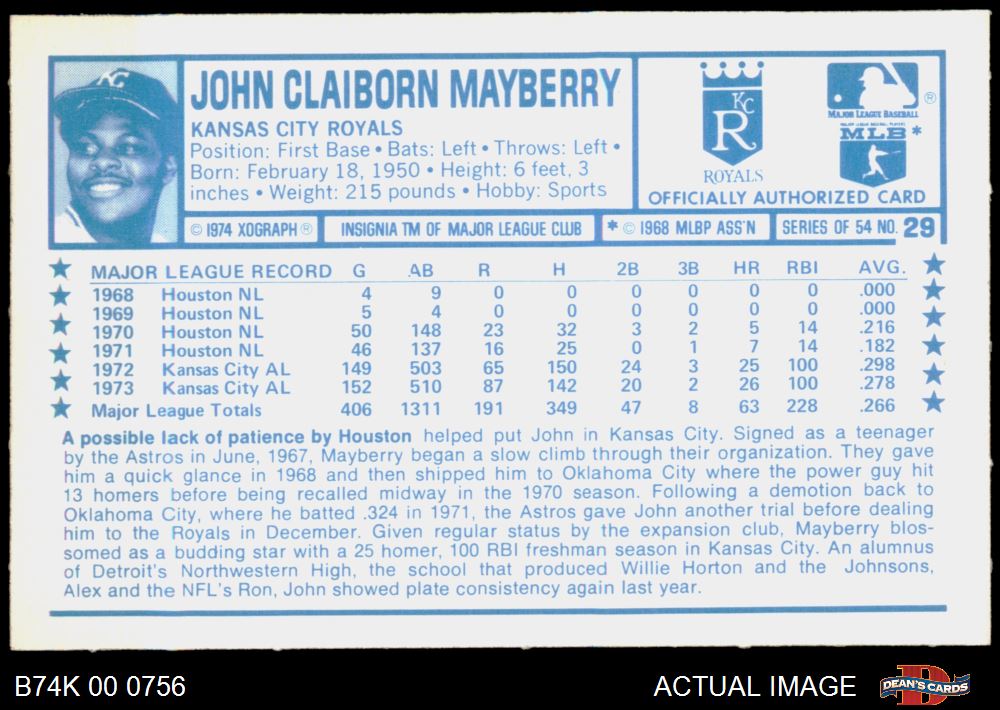 KC
JOHN CLAIBORN MAYBERRY
KANSAS CITY ROYALS
Position: First Base • Bats: Left • Throws: Left •
Born: February 18, 1950 • Height: 6 feet, 3
inches • Weight: 215 pounds • Hobby: Sports
KC
R
ROYALS
MAJOR LEAGUE BASEBALL ®
MLB *
OFFICIALLY AUTHORIZED CARD
© 1974 XOGRAPH ®
INSIGNIA TM OF MAJOR LEAGUE CLUB
* © 1968 MLBP ASS'N
SERIES OF 54 NO. 29
MAJOR LEAGUE RECORD G AB R H 2B 3B HR RBI AVG.
1968 Houston NL 4 9 0 0 0 0 0 0 .000
1969 Houston NL 5 4 0 0 0 0 0 0 .000
1970 Houston NL 50 148 23 32 3 2 5 14 .216
1971 Houston NL 46 137 16 25 0 1 7 14 .182
1972 Kansas City AL 149 503 65 150 24 3 25 100 .298
1973 Kansas City AL 152 510 87 142 20 2 26 100 .278
Major League Totals 406 1311 191 349 47 8 63 228 .266
A possible lack of patience by Houston helped put John in Kansas City. Signed as a teenager
by the Astros in June, 1967, Mayberry began a slow climb through their organization. They gave
him a quick glance in 1968 and then shipped him to Oklahoma City where the power guy hit
13 homers before being recalled midway in the 1970 season. Following a demotion back to
Oklahoma City, where he batted .324 in 1971, the Astros gave John another trial before dealing
him to the Royals in December. Given regular status by the expansion club, Mayberry blos-
somed as a budding star with a 25 homer, 100 RBI freshman season in Kansas City. An alumnus
of Detroit's Northwestern High, the school that produced Willie Horton and the Johnsons,
Alex and the NFL's Ron, John showed plate consistency again last year.
B74K 00 0756
ACTUAL IMAGE
D
DEAN'S CARDS